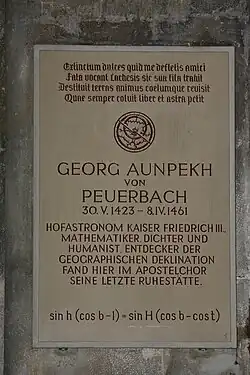 Extinctum dulces quid me defletis amici
Fata vocant Lachesis sic sua fila trahit
Destituit terras animus coelumque revisit
Quae semper coluit liber et astra petit
GEORG AUNPEKH
VON
PEUERBACH
30. V. 1423 – 8. IV. 1461
HOFASTRONOM KAISER FRIEDRICH III.,
MATHEMATIKER, DICHTER UND
HUMANIST. ENTDECKER DER
GEOGRAPHISCHEN DEKLINATION
FAND HIER IM APOSTELCHOR
SEINE LETZTE RUHESTÄTTE.
sin h (cos b – 1) = sin H (cos b – cos t)